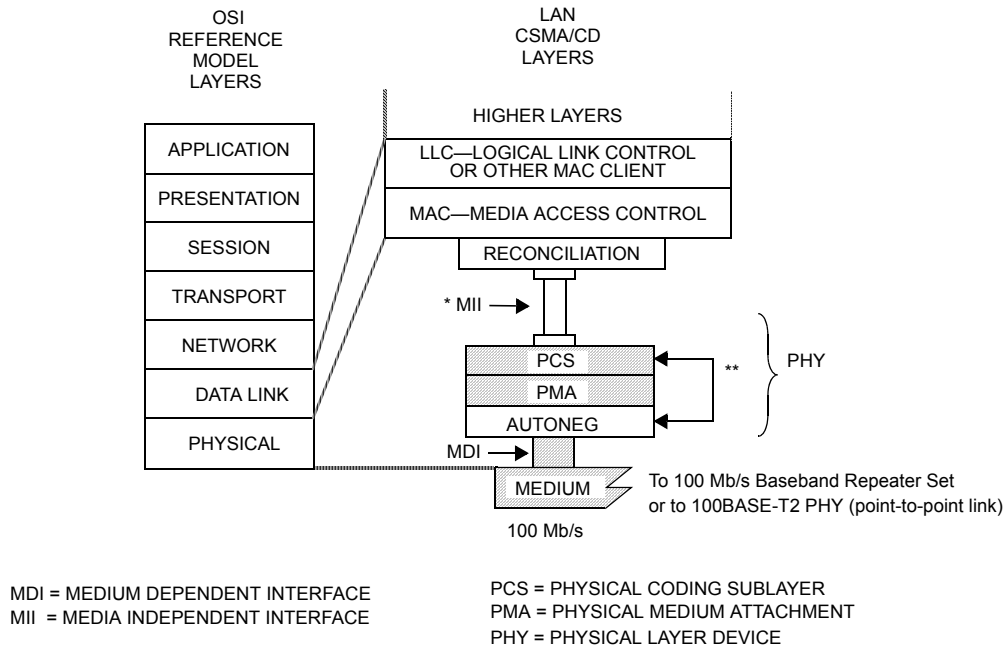 OSI
REFERENCE
MODEL
LAYERS
LAN
CSMA/CD
LAYERS
HIGHER LAYERS
APPLICATION
PRESENTATION
SESSION
TRANSPORT
NETWORK
DATA LINK
PHYSICAL
LLC—LOGICAL LINK CONTROL
OR OTHER MAC CLIENT
MAC—MEDIA ACCESS CONTROL
RECONCILIATION
* MII
PCS
PMA
AUTONEG
**
PHY
MDI
MEDIUM
To 100 Mb/s Baseband Repeater Set
or to 100BASE-T2 PHY (point-to-point link)
100 Mb/s
MDI = MEDIUM DEPENDENT INTERFACE
MII = MEDIA INDEPENDENT INTERFACE
PCS = PHYSICAL CODING SUBLAYER
PMA = PHYSICAL MEDIUM ATTACHMENT
PHY = PHYSICAL LAYER DEVICE